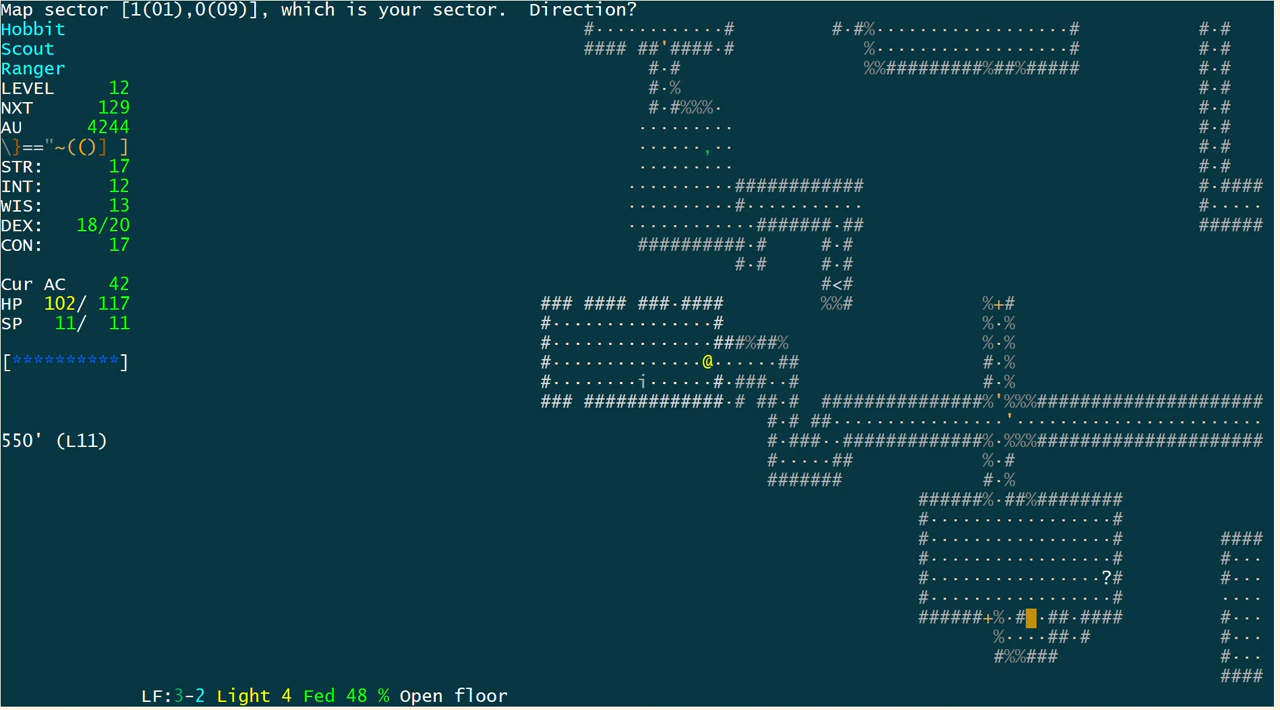 Map sector [1(01),0(09)], which is your sector.  Direction?
Hobbit                                                #············#         #·#%·················#           #·#
Scout                                                 #### ##'####·#            %·················#           #·#
Ranger                                                      #·#                 %%#########%##%#####           #·#
LEVEL     12                                                #·%                                               #·#
NXT      129                                                #·#%%%·                                           #·#
AU      4244                                               ·········                                          #·#
\}=="~(()] ]                                               ······,··                                          #·#
STR:      17                                               ·········                                          #·#
INT:      12                                              ··········############                               #·####
WIS:      13                                              ··········#···········                               #·····
DEX:   18/20                                              ············#######·##                               ######
CON:      17                                               ##########·#     #·#
                                                                    #·#     #·#
Cur AC    42                                                                #<#
HP  102/ 117                                      ### #### ###·####         %%#            %+#
SP   11/  11                                      #···············#                        %·%
                                                  #···············###%##%                  %·%
[**********]                                      #··············@······##                 #·%
                                                  #········i······#·###··#                 #·%
                                                  ### #############·# ##·#  ###############%'%%%#####################
                                                                       #·# ##················'·······················
550' (L11)                                                             #·###··#############%·%%%#####################
                                                                       #·····##            %·#
                                                                       #######             #·%
                                                                                     ######%·##%########
                                                                                     #·················#
                                                                                     #·················#         ####
                                                                                     #·················#         #···
                                                                                     #················?#         #···
                                                                                     #·················#         ····
                                                                                     ######+%·# ·##·####         #···
                                                                                            %····##·#            #···
                                                                                            #%%###               #···
                                                                                                                 ####
             LF:3-2 Light 4 Fed 48 % Open floor